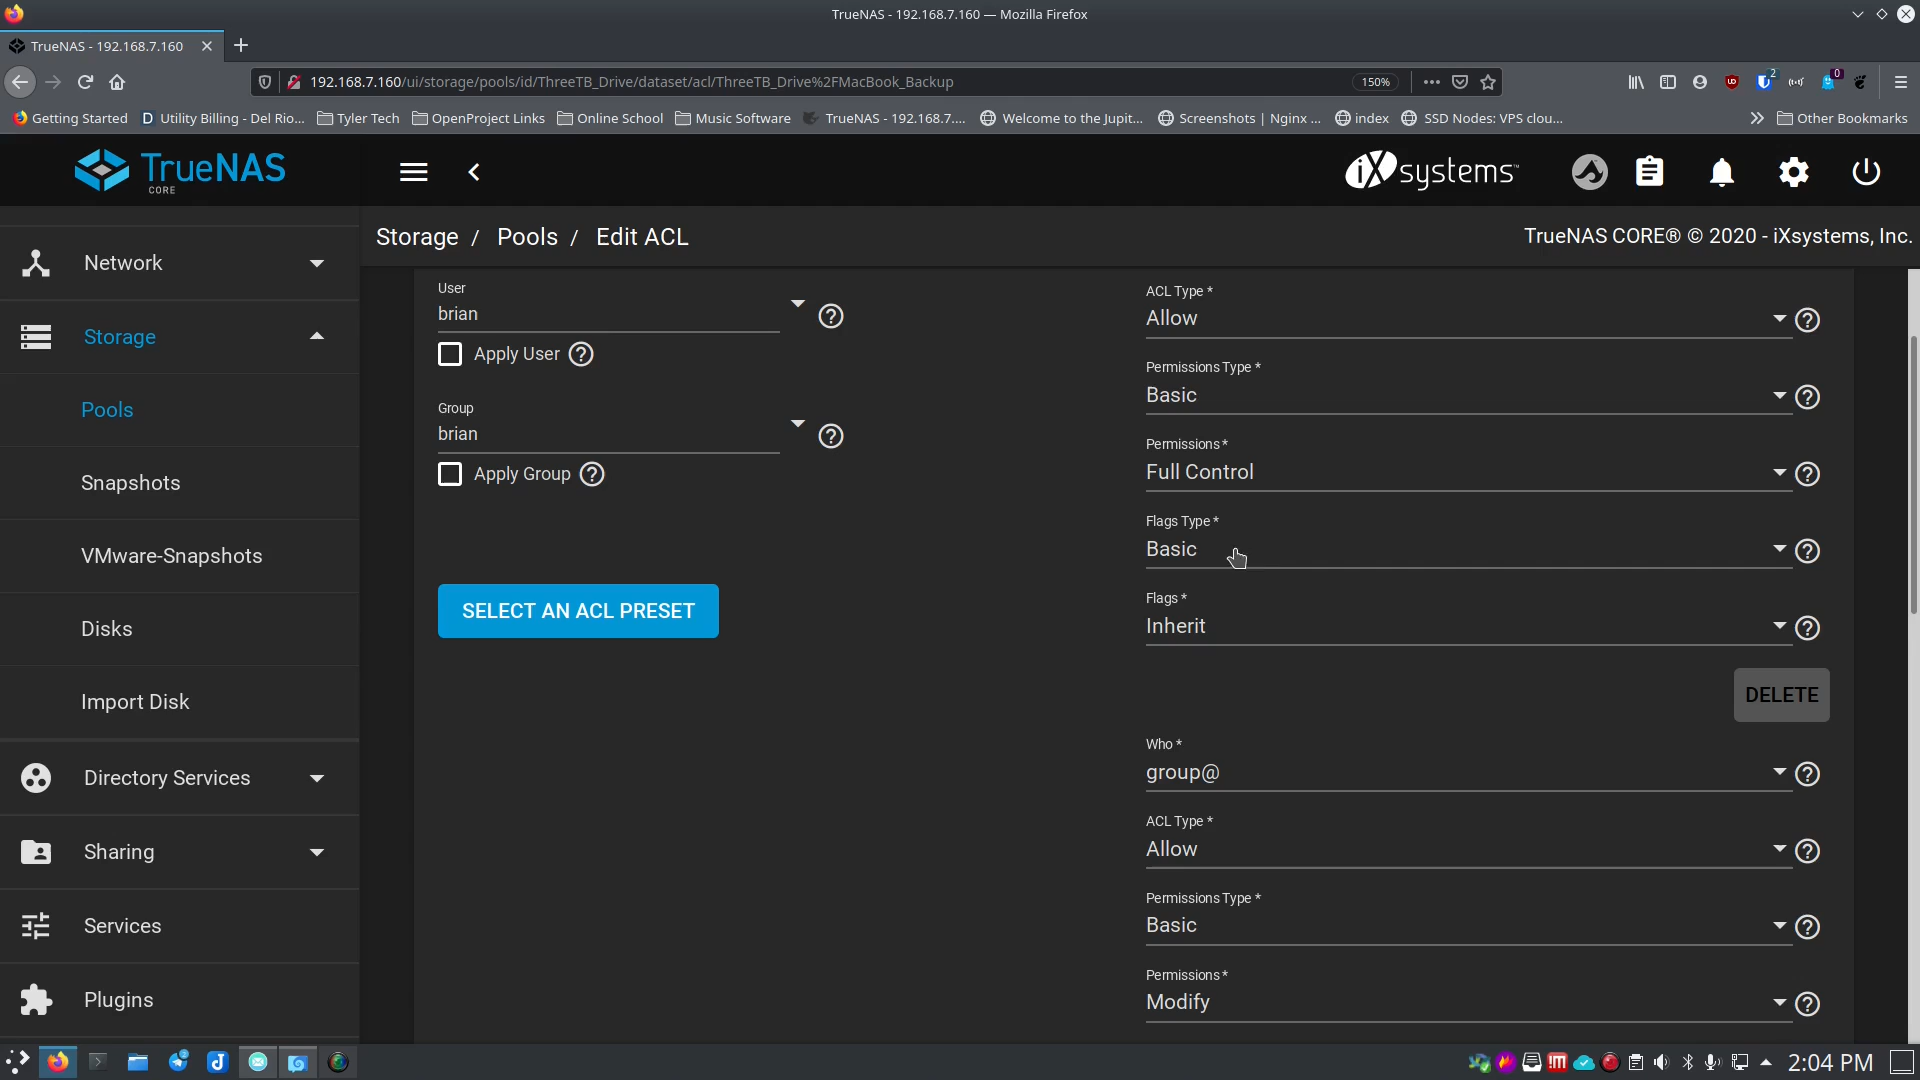 TrueNAS - 192.168.7.160 — Mozilla Firefox
TrueNAS - 192.168.7.160
192.168.7.160/ui/storage/pools/id/ThreeTB_Drive/dataset/acl/ThreeTB_Drive%2FMacBook_Backup
150%
2
0
Getting Started
Utility Billing - Del Rio...
Tyler Tech
OpenProject Links
Online School
Music Software
TrueNAS - 192.168.7....
Welcome to the Jupit...
Screenshots | Nginx ...
index
SSD Nodes: VPS clou...
Other Bookmarks
TrueNAS
CORE
iXsystems™
Storage / Pools / Edit ACL
TrueNAS CORE® © 2020 - iXsystems, Inc.
Network
Storage
Pools
Snapshots
VMware-Snapshots
Disks
Import Disk
Directory Services
Sharing
Services
Plugins
User
brian
Apply User
Group
brian
Apply Group
SELECT AN ACL PRESET
ACL Type *
Allow
Permissions Type *
Basic
Permissions *
Full Control
Flags Type *
Basic
Flags *
Inherit
DELETE
Who *
group@
ACL Type *
Allow
Permissions Type *
Basic
Permissions *
Modify
2:04 PM